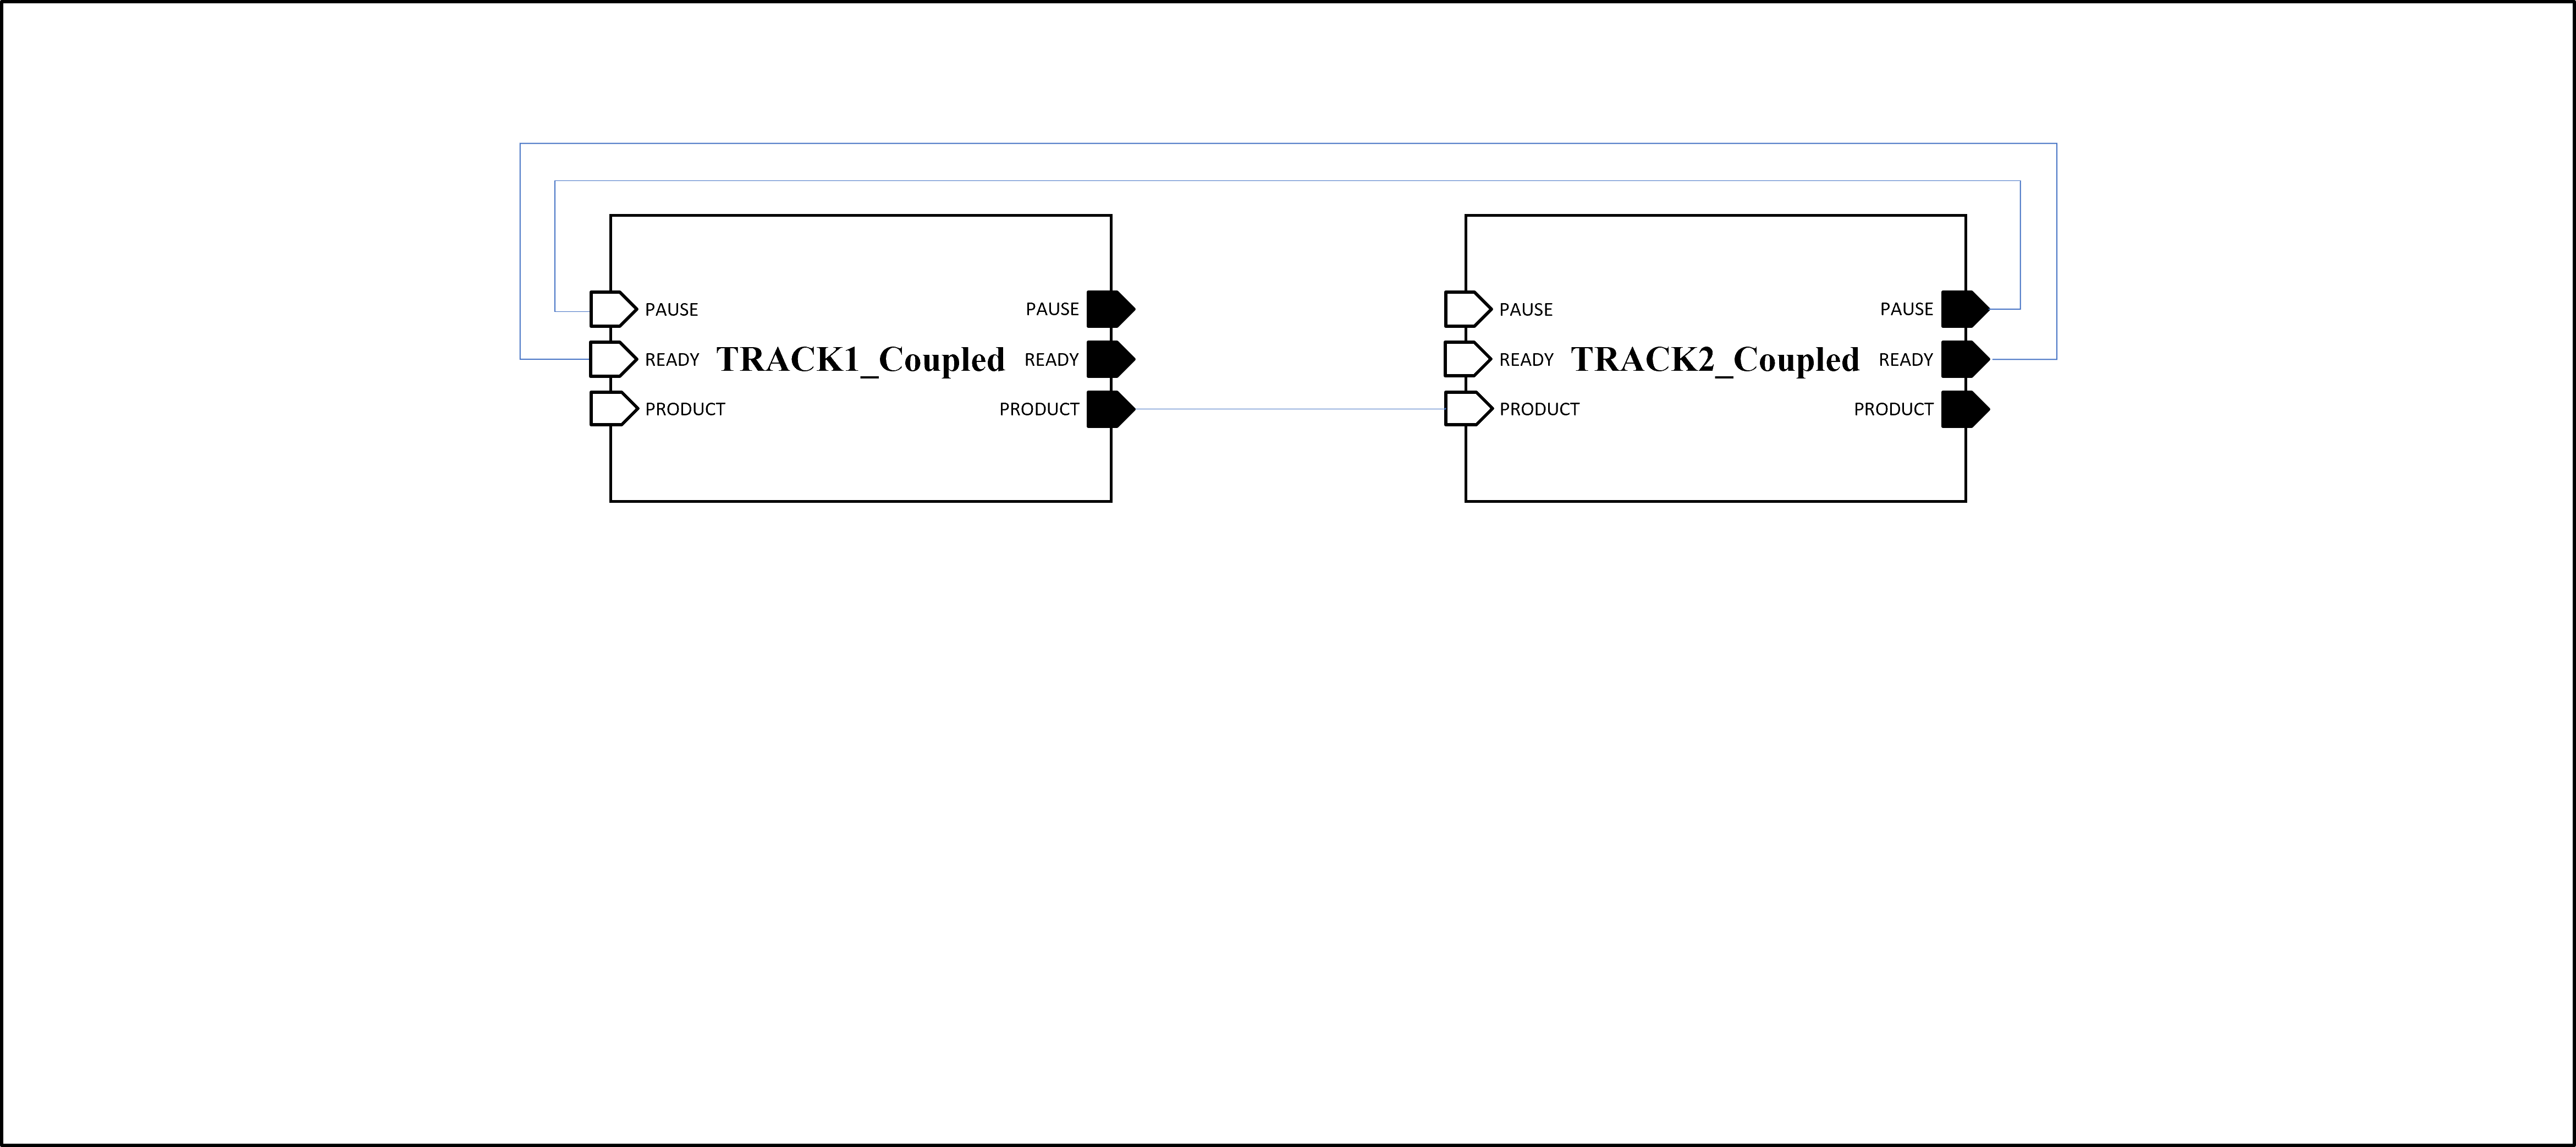 PAUSE
READY
PRODUCT
TRACK1_Coupled
PAUSE
READY
PRODUCT
PAUSE
READY
PRODUCT
TRACK2_Coupled
PAUSE
READY
PRODUCT